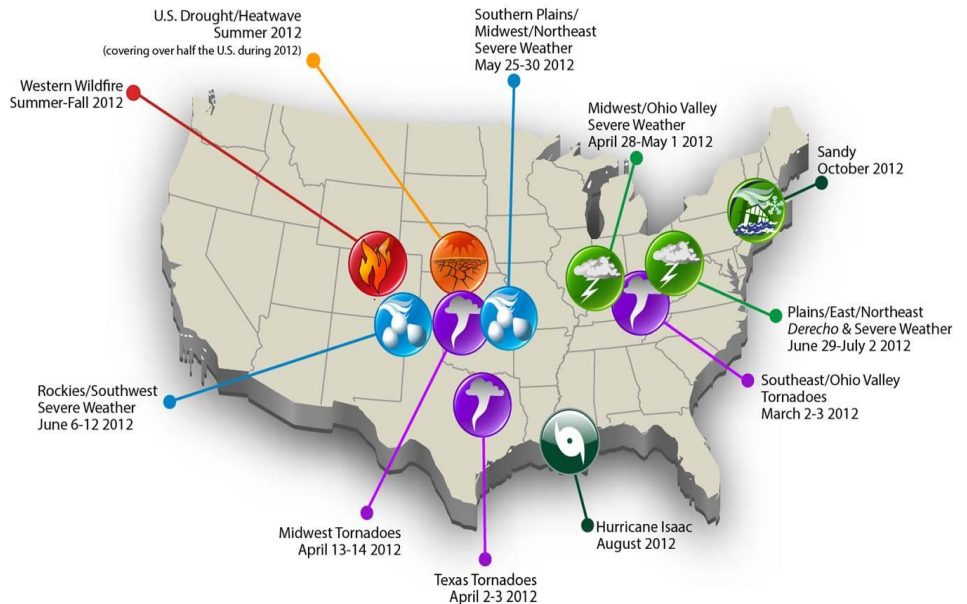 U.S. Drought/Heatwave
Summer 2012
(covering over half the U.S. during 2012)
Southern Plains/
Midwest/Northeast
Severe Weather
May 25-30 2012
Western Wildfire
Summer-Fall 2012
Midwest/Ohio Valley
Severe Weather
April 28-May 1 2012
Sandy
October 2012
Plains/East/Northeast
Derecho & Severe Weather
June 29-July 2 2012
Rockies/Southwest
Severe Weather
June 6-12 2012
Southeast/Ohio Valley
Tornadoes
March 2-3 2012
Midwest Tornadoes
April 13-14 2012
Hurricane Isaac
August 2012
Texas Tornadoes
April 2-3 2012